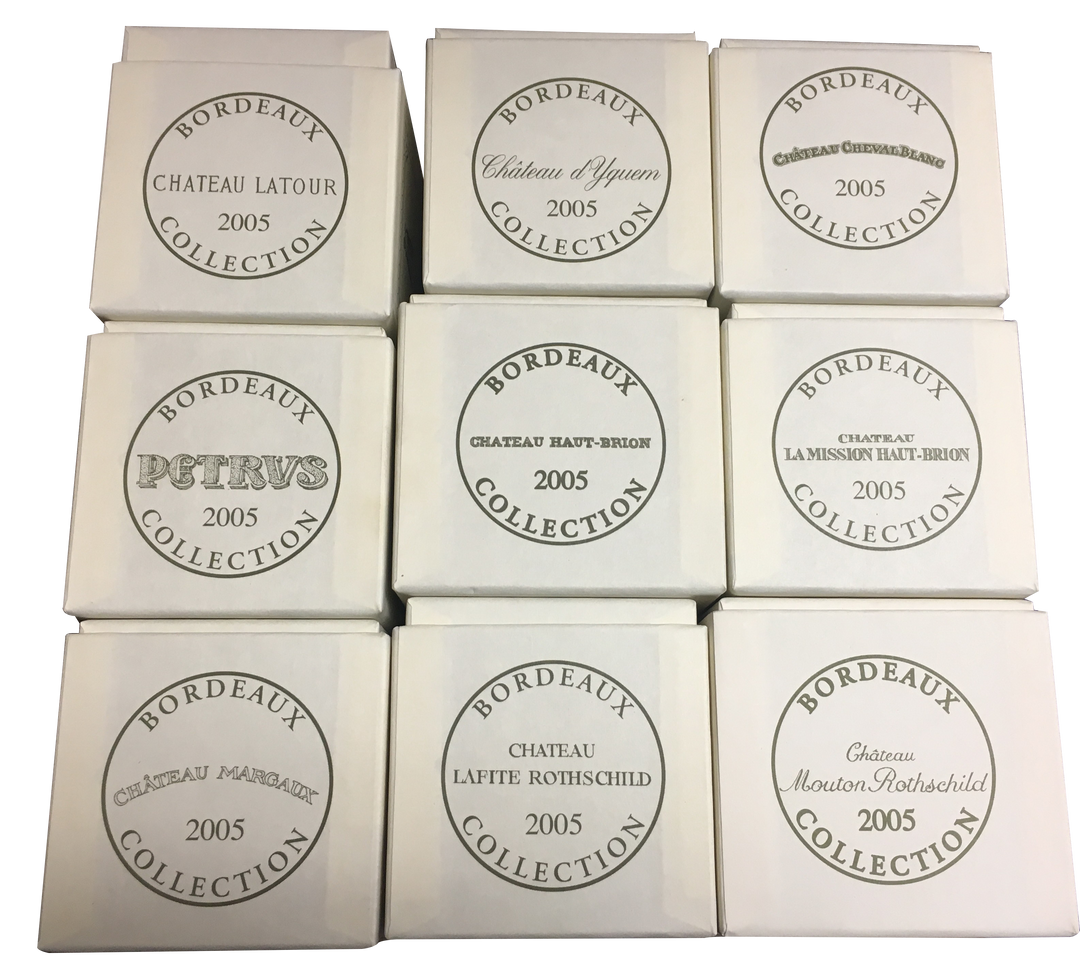 BORDEAUX
CHATEAU LATOUR
2005
COLLECTION
BORDEAUX
Château d'Yquem
2005
COLLECTION
BORDEAUX
CHÂTEAU CHEVAL BLANC
2005
COLLECTION
BORDEAUX
PETRVS
2005
COLLECTION
BORDEAUX
CHATEAU HAUT-BRION
2005
COLLECTION
BORDEAUX
CHATEAU
LA MISSION HAUT-BRION
2005
COLLECTION
BORDEAUX
CHÂTEAU MARGAUX
2005
COLLECTION
BORDEAUX
CHATEAU
LAFITE ROTHSCHILD
2005
COLLECTION
BORDEAUX
Château
Mouton Rothschild
2005
COLLECTION